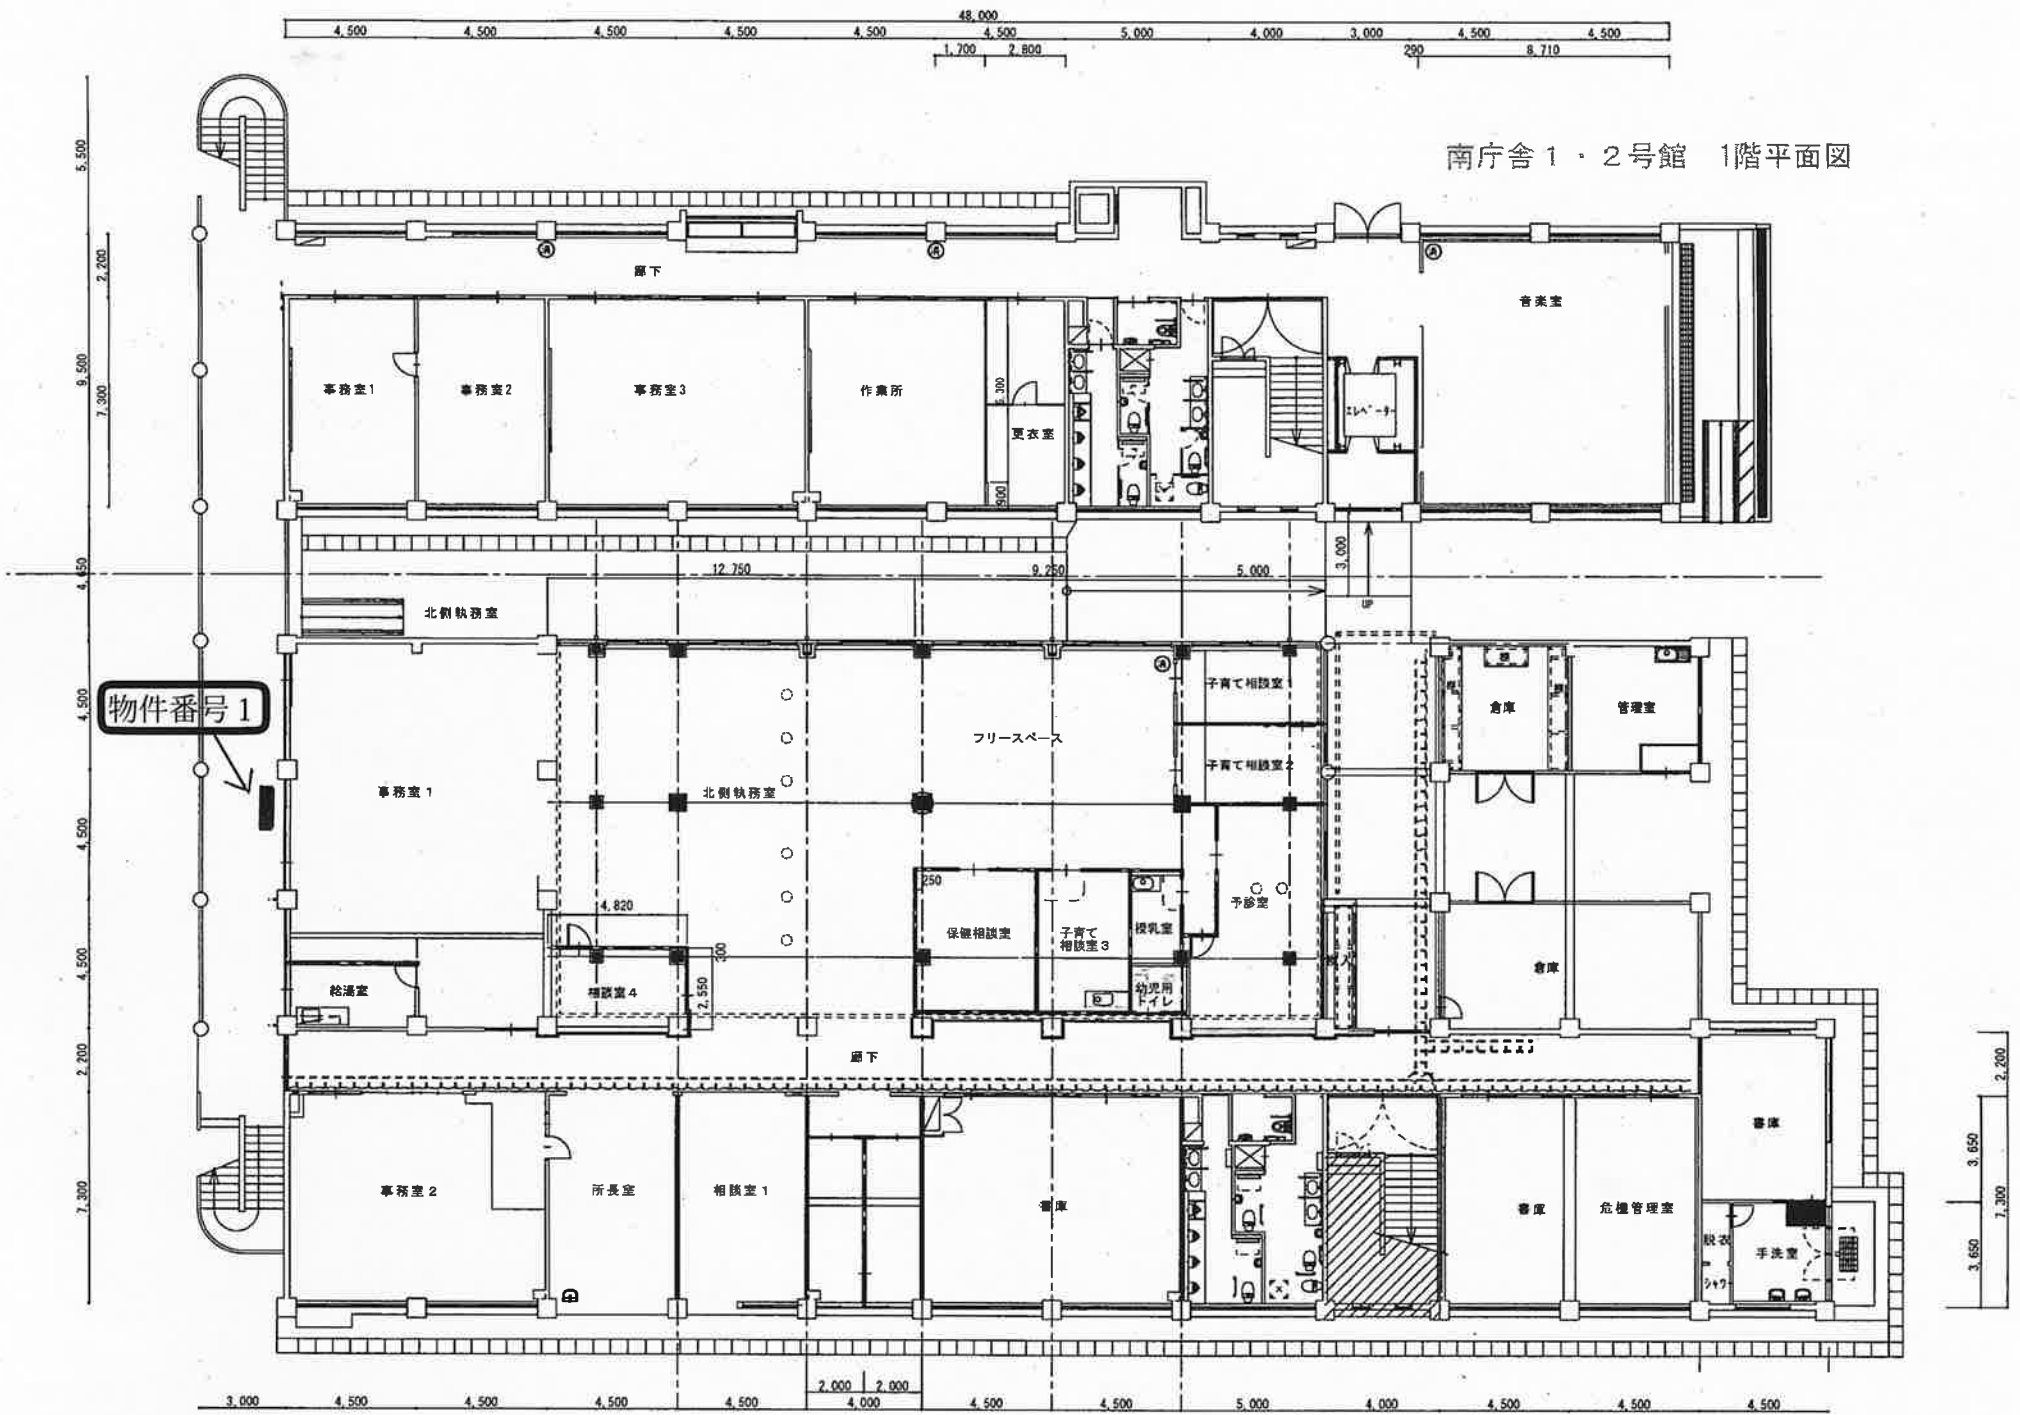 48,000
4,500 4,500 4,500 4,500 4,500 4,500 5,000 4,000 3,000 4,500 4,500
1,700 2,800 290 8,710
南庁舎1・2号館 1階平面図
5,500
2,200
9,500
7,300
廊下
音楽室
事務室1
事務室2
事務室3
作業所
更衣室
900
エレベーター
4,650
12,750
9,250
5,000
3,000
UP
北側執務室
物件番号1
4,500
事務室1
北側執務室
フリースペース
子育て相談室1
子育て相談室2
倉庫
管理室
4,500
250
4,820
保健相談室
子育て
相談室3
授乳室
予診室
幼児用
トイレ
4,500
300
2,550
給湯室
相談室4
倉庫
2,200
廊下
2,200
7,300
事務室2
所長室
相談室1
書庫
書庫
危機管理室
書庫
脱衣
シャワー
手洗室
3,650
7,300
3,650
2,000 2,000
3,000 4,500 4,500 4,500 4,500 4,000 4,500 4,500 5,000 4,000 4,500 4,500 4,500